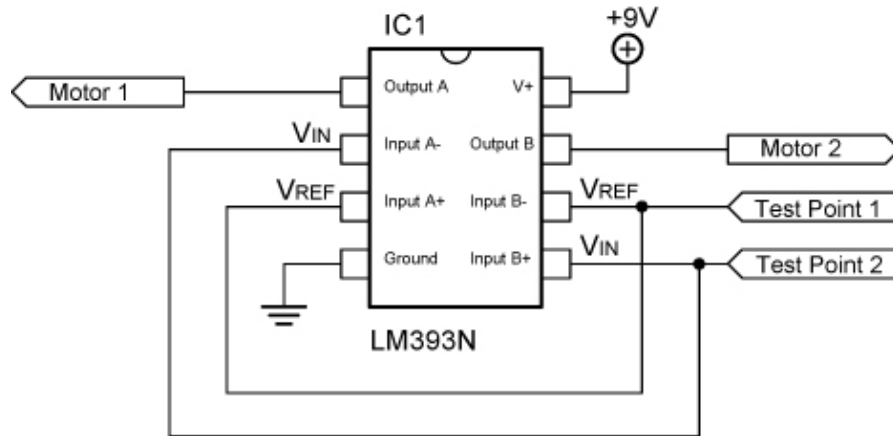 IC1
+9V
Motor 1
Output A
V+
VIN
Input A-
Output B
Motor 2
VREF
Input A+
Input B-
VREF
Test Point 1
Ground
Input B+
VIN
Test Point 2
LM393N